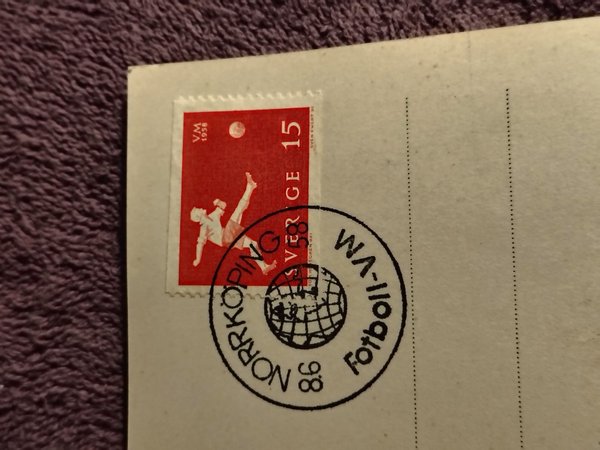 VM
1958
15
SVERIGE
NORRKÖPING
8.6
58
Fotboll-VM